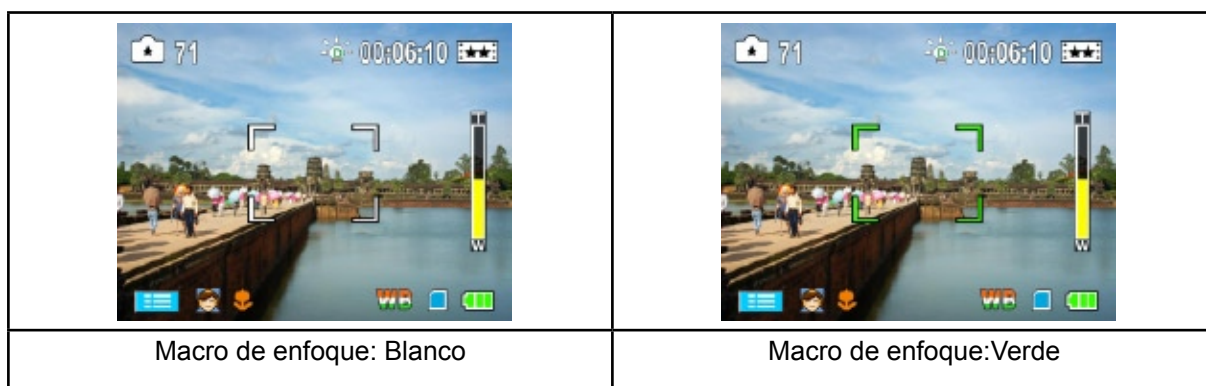 71 00:06:10
T
W
WB
71 00:06:10
T
W
WB
Macro de enfoque: Blanco
Macro de enfoque:Verde